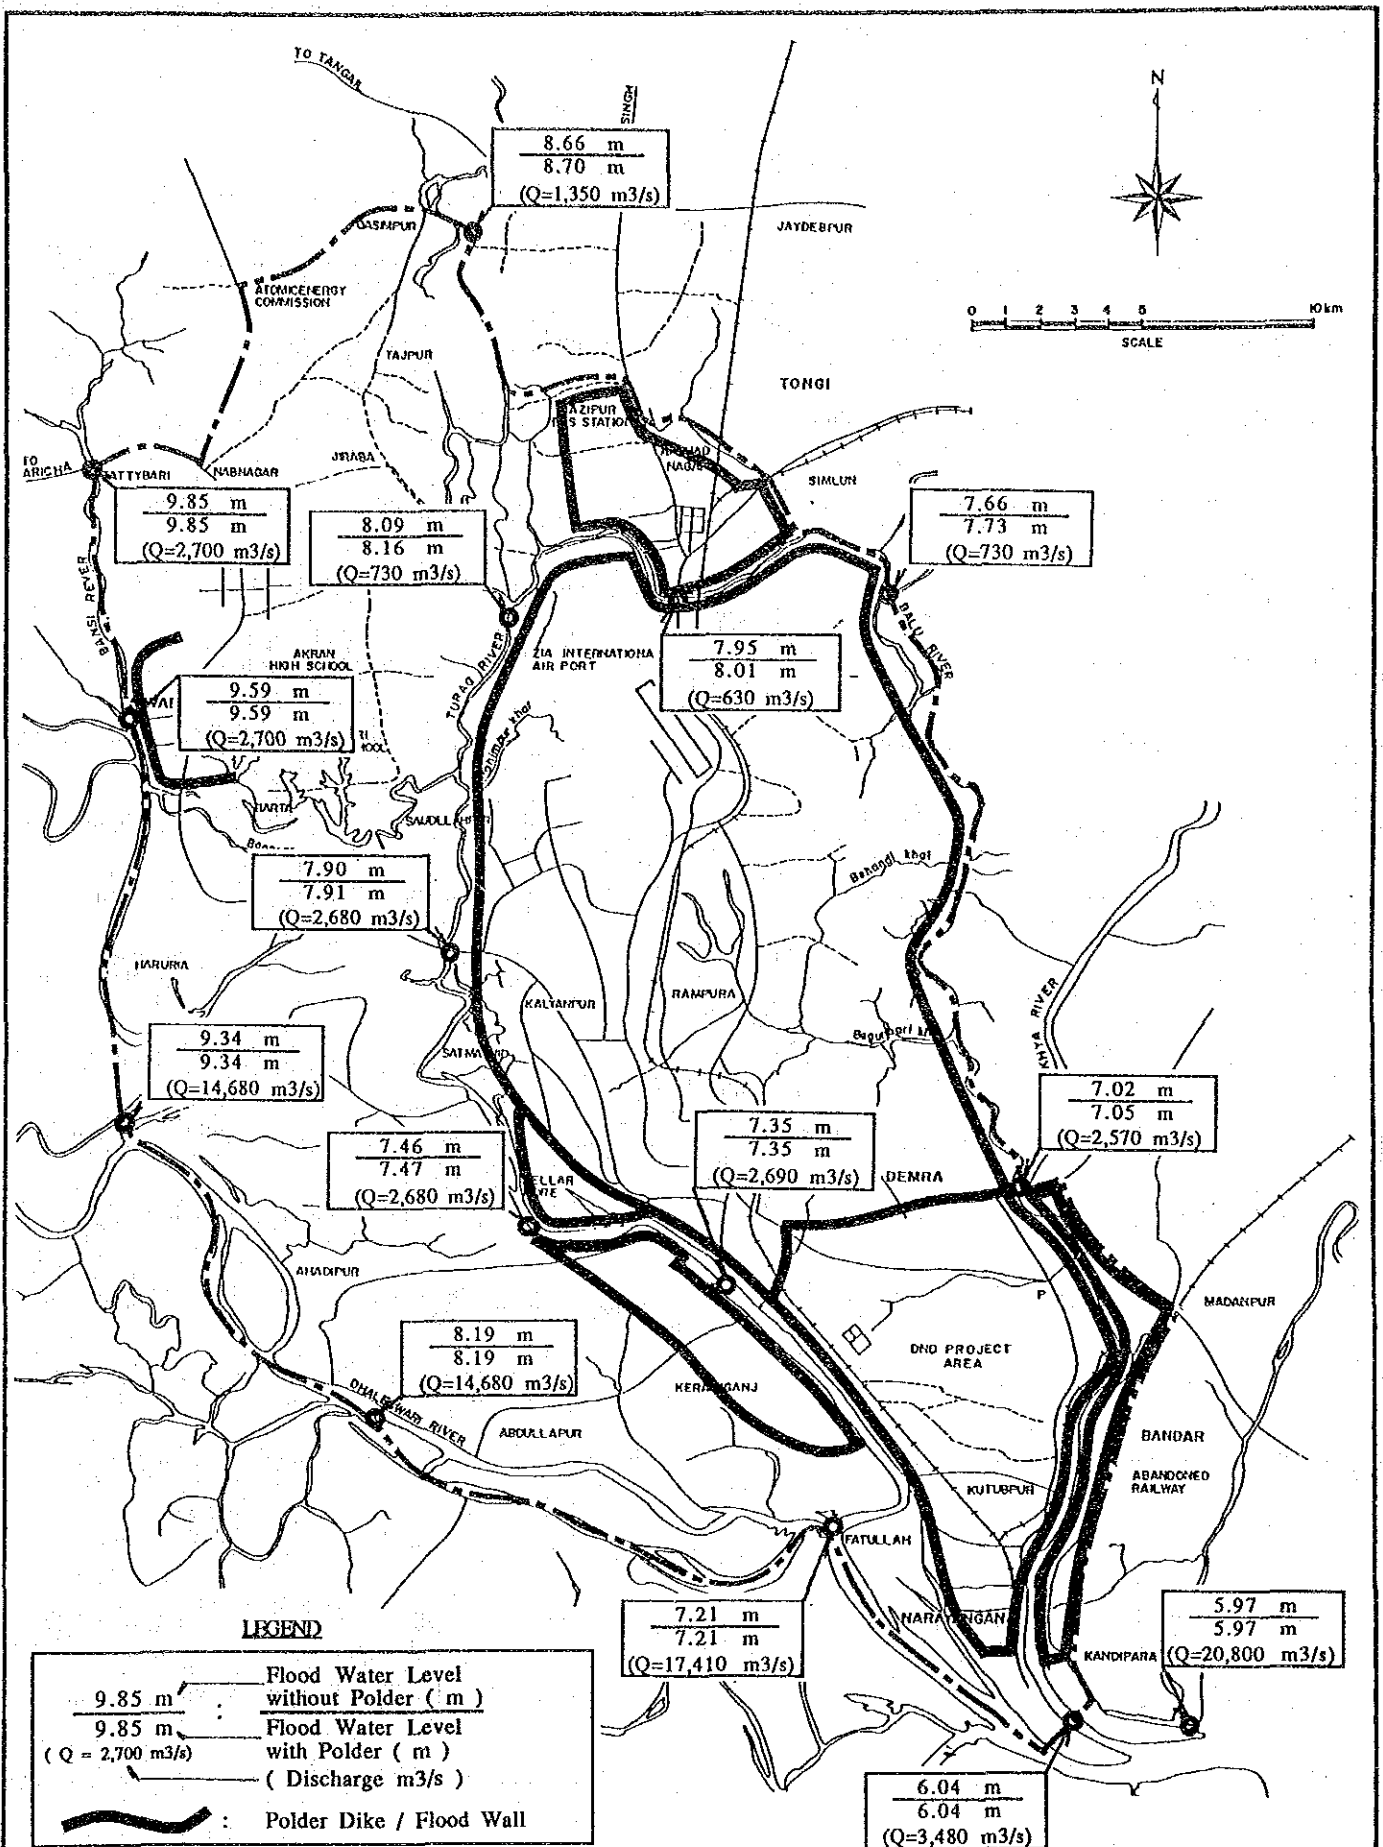 TO TANGAR
SINGH
N
8.66 m
8.70 m
(Q=1,350 m3/s)
JAYDEBPUR
ATOMICENERGY
COMMISSION
0 1 2 3 4 5 10km
SCALE
TAJPUR
TONGI
AZIPUR
STATION
TO
ARICHA
TATTYBARI
NABNAGAR
JIRABA
SIMLUN
9.85 m
9.85 m
(Q=2,700 m3/s)
8.09 m
8.16 m
(Q=730 m3/s)
7.66 m
7.73 m
(Q=730 m3/s)
BANSI REVER
BALU RIVER
AKRAN
HIGH SCHOOL
TURAG RIVER
ZIA INTERNATIONA
AIR PORT
7.95 m
8.01 m
(Q=630 m3/s)
9.59 m
9.59 m
(Q=2,700 m3/s)
7.90 m
7.91 m
(Q=2,680 m3/s)
HARURIA
KALYANPUR
RAMPURA
KHYA RIVER
9.34 m
9.34 m
(Q=14,680 m3/s)
7.02 m
7.05 m
(Q=2,570 m3/s)
7.46 m
7.47 m
(Q=2,680 m3/s)
7.35 m
7.35 m
(Q=2,690 m3/s)
DEMRA
AHADIPUR
P
MADANPUR
8.19 m
8.19 m
(Q=14,680 m3/s)
DND PROJECT
AREA
DHALESWARI RIVER
ABDULLAPUR
BANDAR
ABANDONED
RAILWAY
KUTUBPUR
FATULLAH
7.21 m
7.21 m
(Q=17,410 m3/s)
5.97 m
5.97 m
(Q=20,800 m3/s)
KANDIPARA
6.04 m
6.04 m
(Q=3,480 m3/s)
LEGEND
9.85 m : Flood Water Level
without Polder ( m )
9.85 m Flood Water Level
with Polder ( m )
( Q = 2,700 m3/s) ( Discharge m3/s )
: Polder Dike / Flood Wall